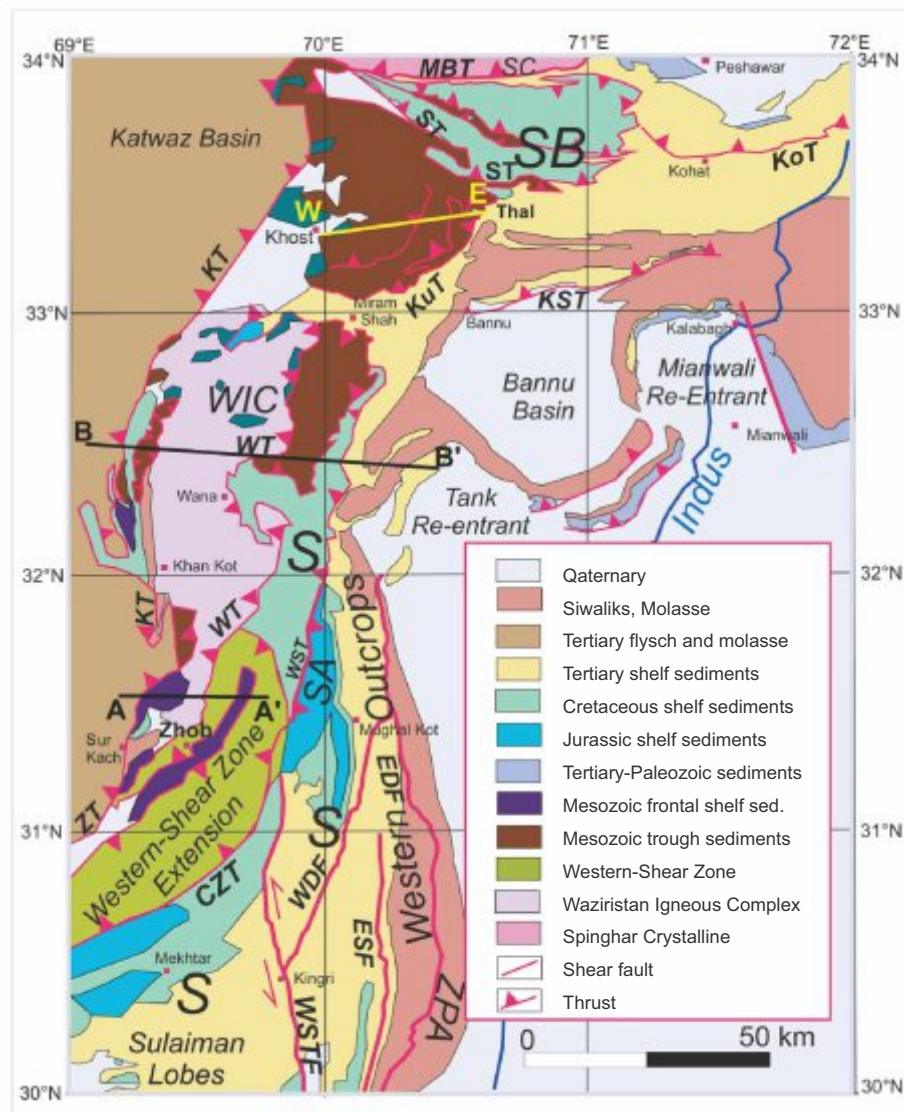 69°E
70°E
71°E
72°E
34°N
34°N
MBT
SC
Peshawar
Katwaz Basin
ST
SB
ST
Kohat
KoT
W
E
Thal
Khost
KT
KuT
Miram
Shah
KST
33°N
33°N
Bannu
Kalabagh
Bannu
Basin
Mianwali
Re-Entrant
WIC
B
WT
B'
Mianwali
Wana
Tank
Re-entrant
Indus
S
32°N
32°N
Khan Kot
KT
WT
WST
SA
Western Outcrops
A
A'
Zhob
Sur
Kach
Mughal Kot
EDF
ZT
31°N
31°N
Western-Shear Zone
Extension
S
CZT
WDF
ESF
Mekhtar
S
Kingri
WSTF
ZPA
Sulaiman
Lobes
30°N
30°N
Qaternary
Siwaliks, Molasse
Tertiary flysch and molasse
Tertiary shelf sediments
Cretaceous shelf sediments
Jurassic shelf sediments
Tertiary-Paleozoic sediments
Mesozoic frontal shelf sed.
Mesozoic trough sediments
Western-Shear Zone
Waziristan Igneous Complex
Spinghar Crystalline
Shear fault
Thrust
0
50 km